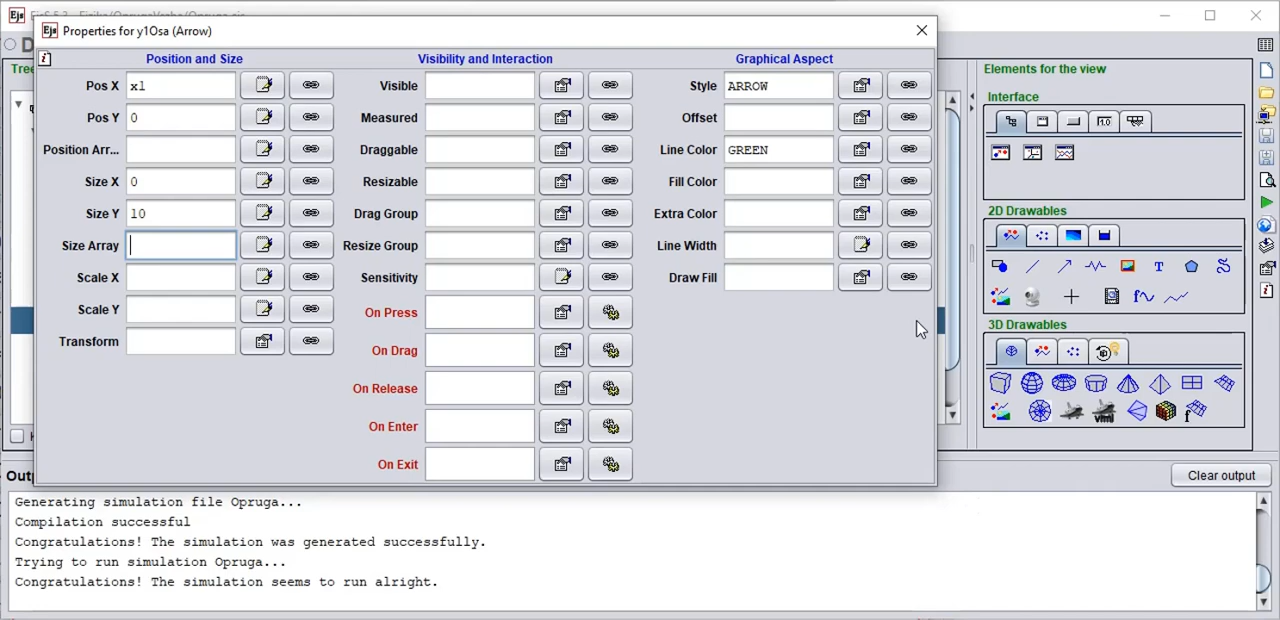 Properties for y1Osa (Arrow)
Position and Size
Visibility and Interaction
Graphical Aspect
Pos X
x1
Pos Y
0
Position Arr...
Size X
0
Size Y
10
Size Array
Scale X
Scale Y
Transform
Visible
Measured
Draggable
Resizable
Drag Group
Resize Group
Sensitivity
On Press
On Drag
On Release
On Enter
On Exit
Style
ARROW
Offset
Line Color
GREEN
Fill Color
Extra Color
Line Width
Draw Fill
Elements for the view
Interface
2D Drawables
3D Drawables
Clear output
Generating simulation file Opruga...
Compilation successful
Congratulations! The simulation was generated successfully.
Trying to run simulation Opruga...
Congratulations! The simulation seems to run alright.